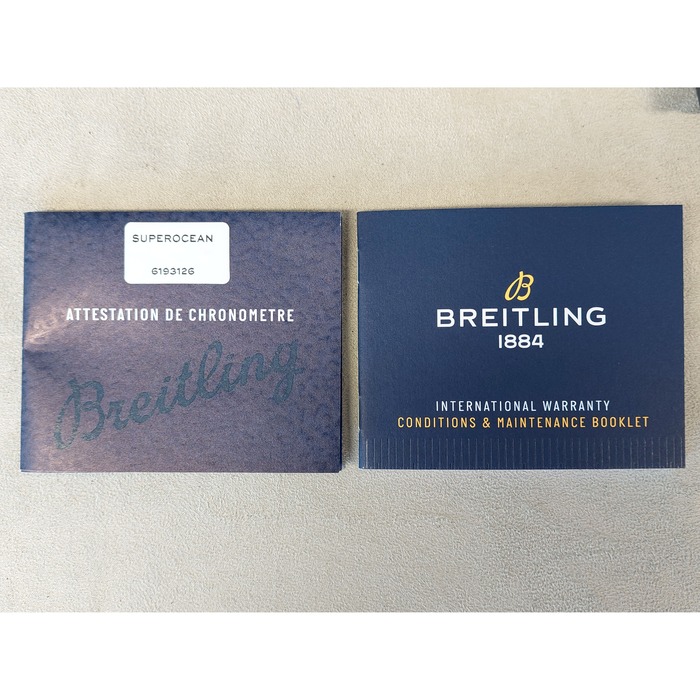 SUPEROCEAN
6193126
ATTESTATION DE CHRONOMETRE
Breitling
B
BREITLING
1884
INTERNATIONAL WARRANTY
CONDITIONS & MAINTENANCE BOOKLET